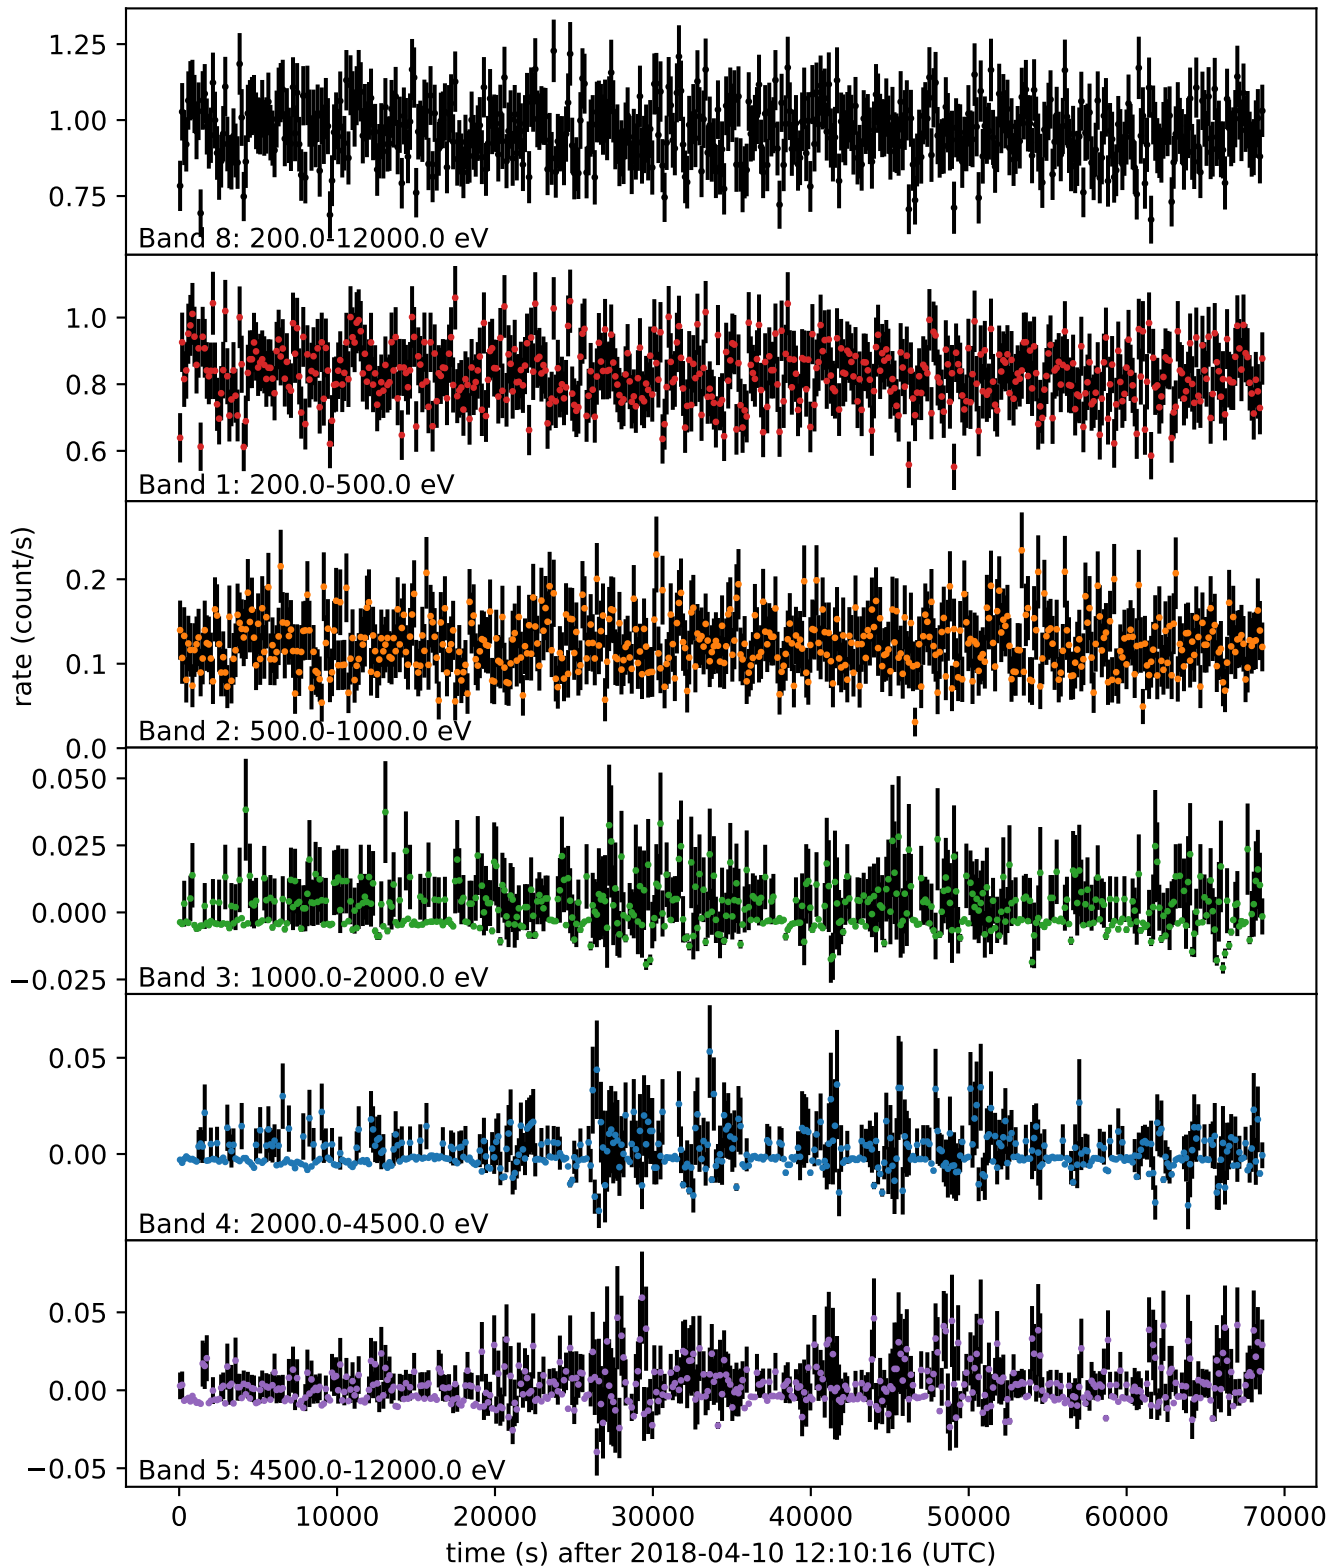 1.25
1.00
0.75
Band 8: 200.0-12000.0 eV
1.0
0.8
0.6
Band 1: 200.0-500.0 eV
rate (count/s)
0.2
0.1
0.0
Band 2: 500.0-1000.0 eV
0.050
0.025
0.000
−0.025
Band 3: 1000.0-2000.0 eV
0.05
0.00
Band 4: 2000.0-4500.0 eV
0.05
0.00
−0.05
Band 5: 4500.0-12000.0 eV
0 10000 20000 30000 40000 50000 60000 70000
time (s) after 2018-04-10 12:10:16 (UTC)